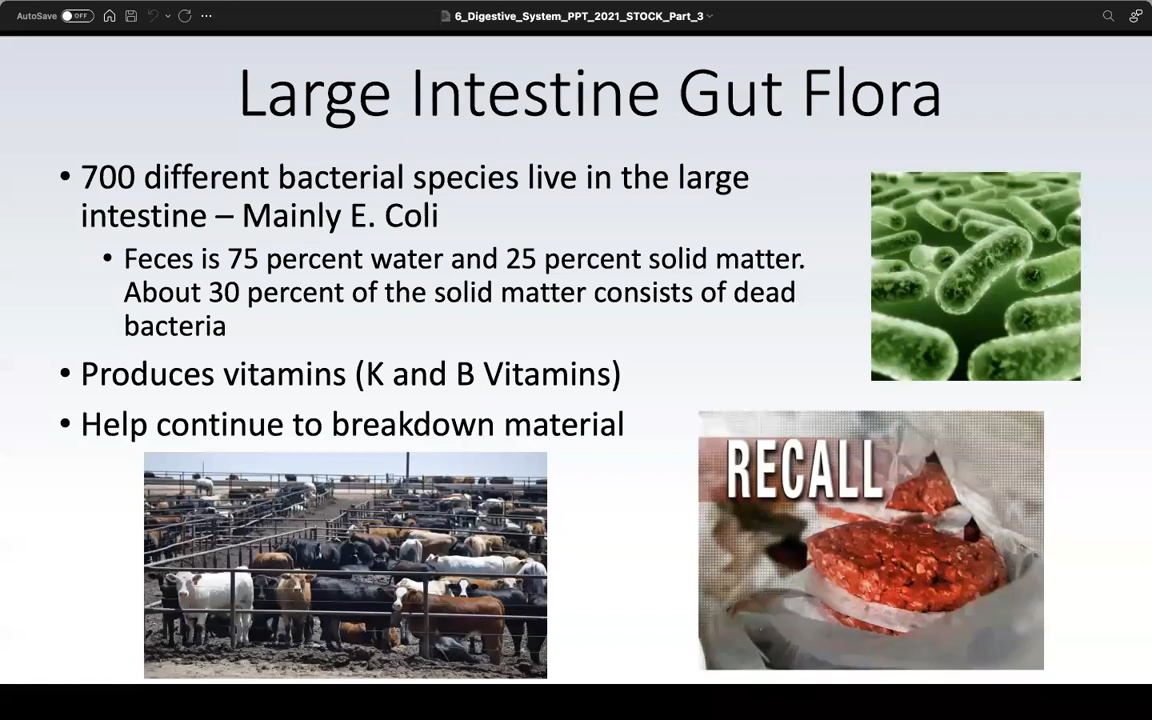 AutoSave OFF
6_Digestive_System_PPT_2021_STOCK_Part_3
Large Intestine Gut Flora
• 700 different bacterial species live in the large
intestine – Mainly E. Coli
• Feces is 75 percent water and 25 percent solid matter.
About 30 percent of the solid matter consists of dead
bacteria
• Produces vitamins (K and B Vitamins)
• Help continue to breakdown material
RECALL